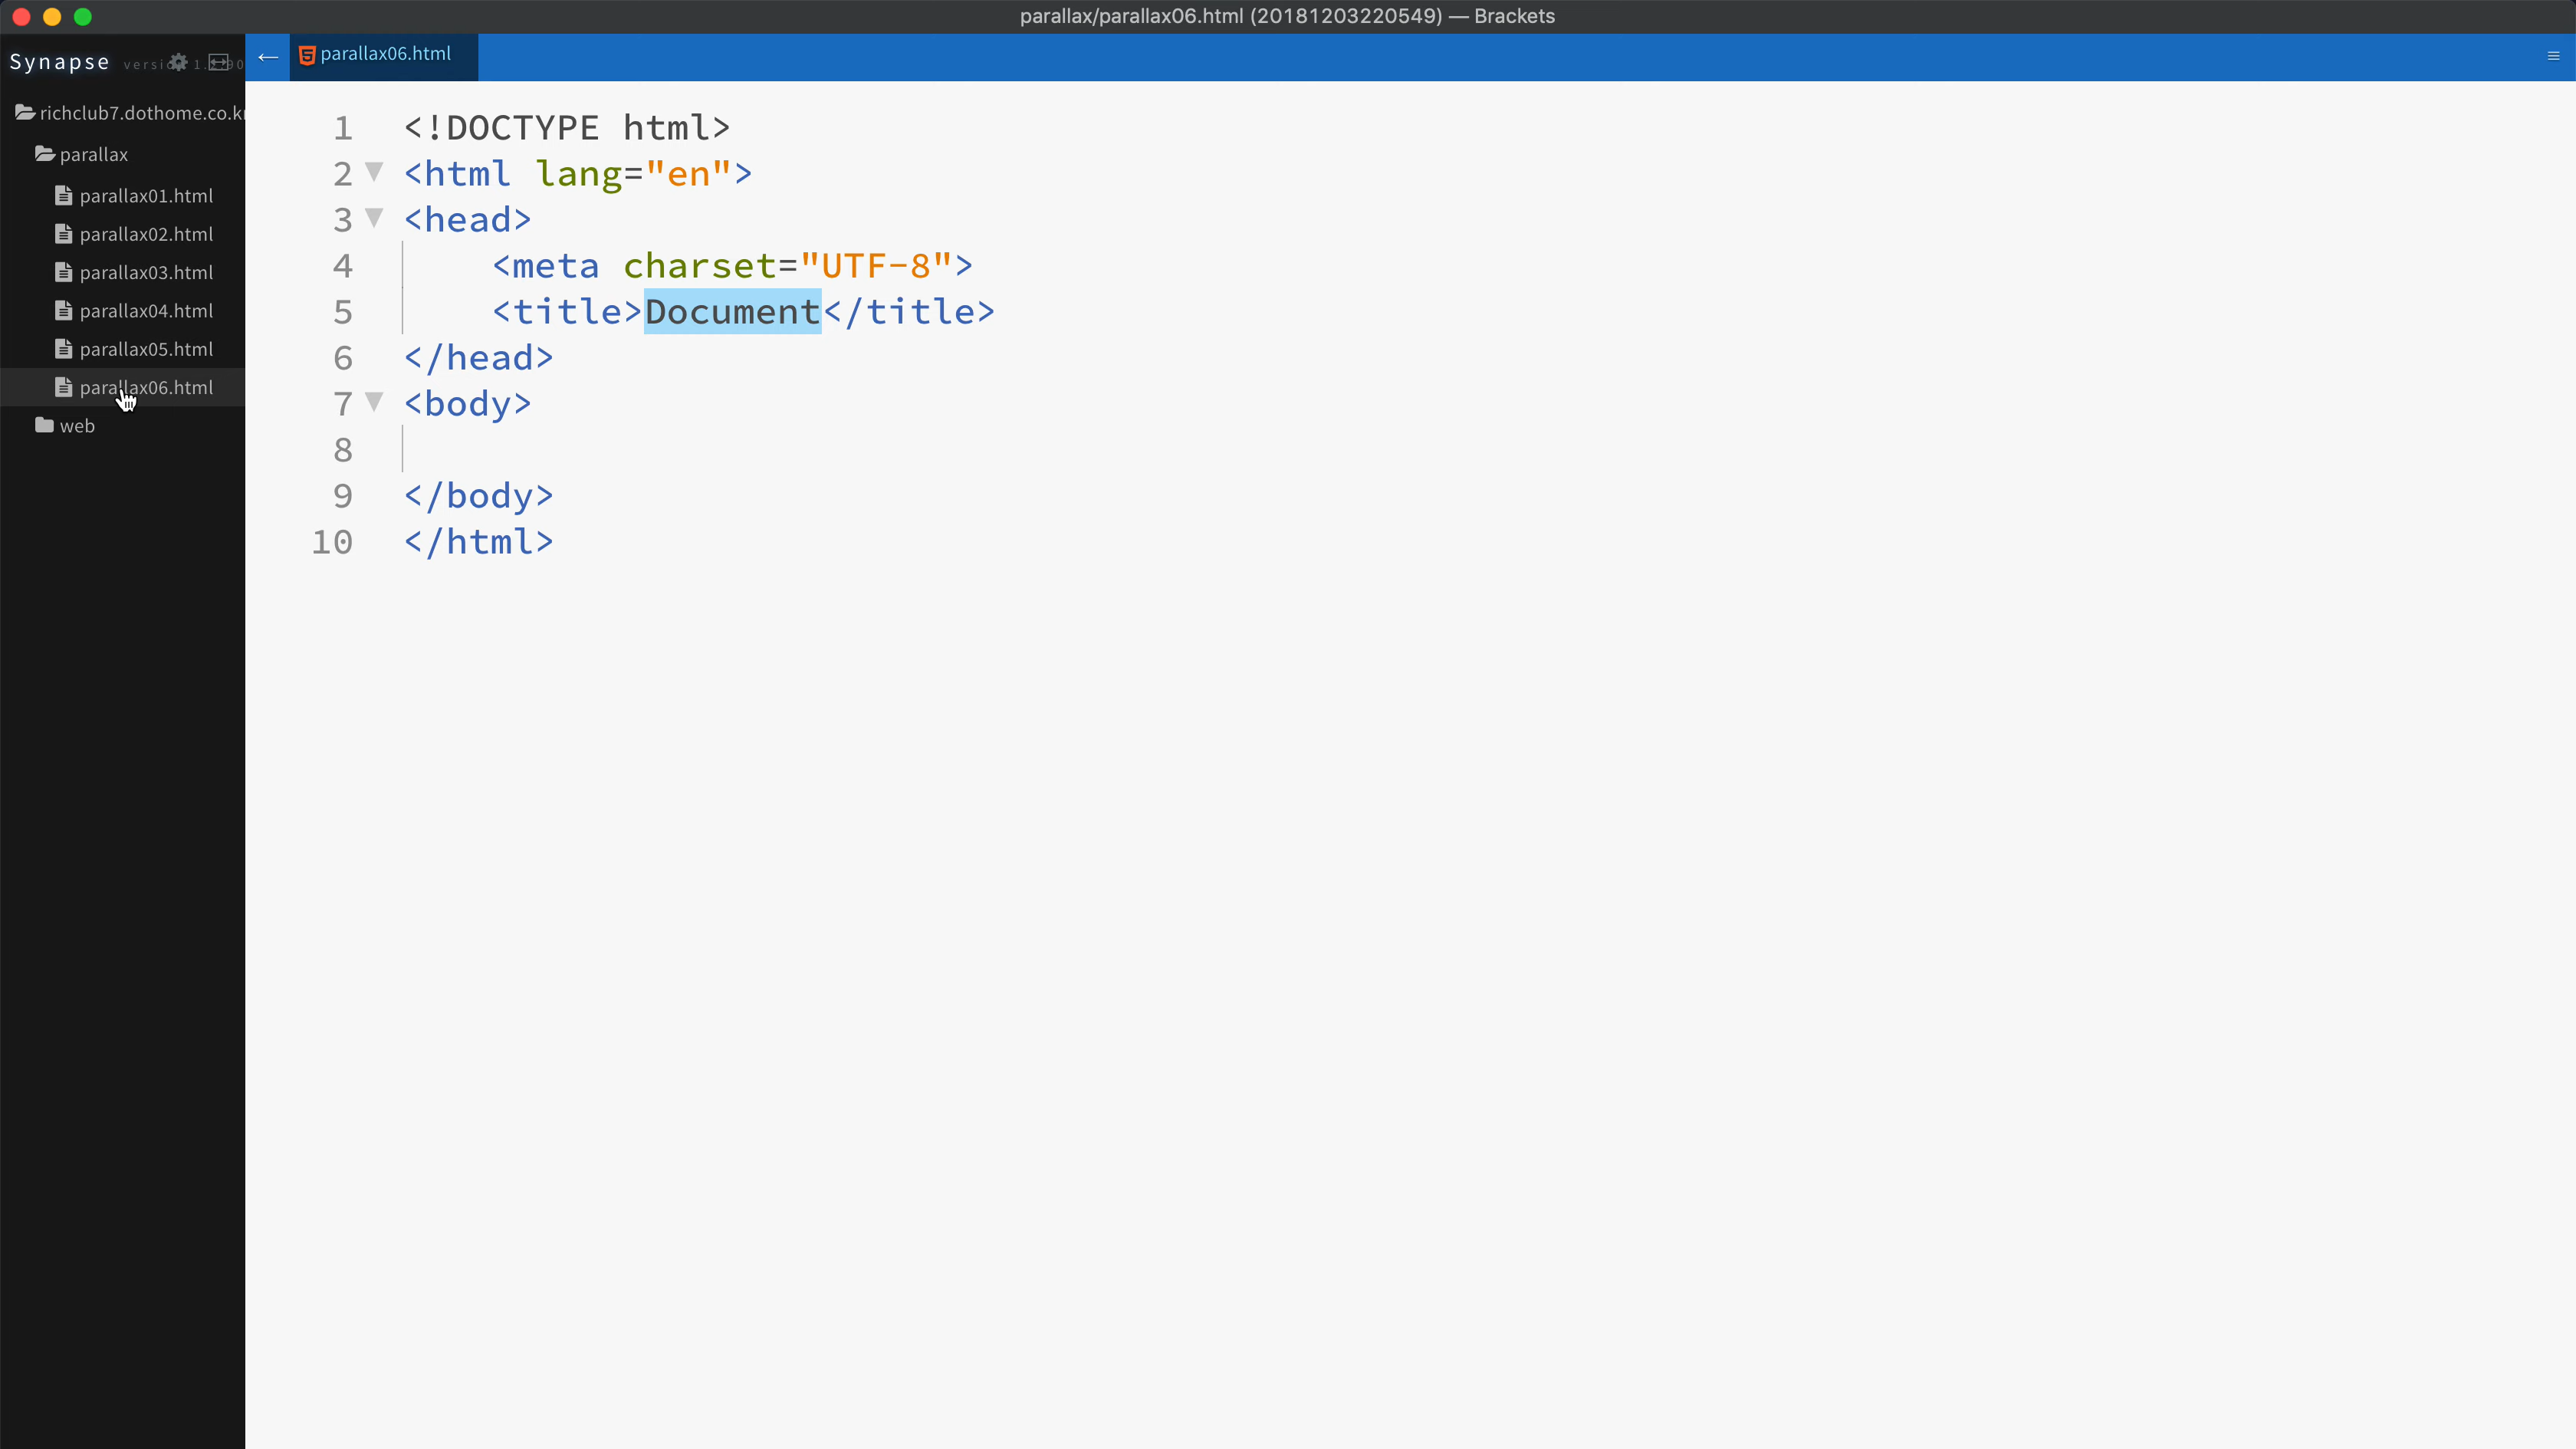 parallax/parallax06.html (20181203220549) — Brackets
Synapse
← parallax06.html
richclub7.dothome.co.kr
parallax
parallax01.html
parallax02.html
parallax03.html
parallax04.html
parallax05.html
parallax06.html
web
1 <!DOCTYPE html>
2 <html lang="en">
3 <head>
4 <meta charset="UTF-8">
5 <title>Document</title>
6 </head>
7 <body>
8
9 </body>
10 </html>